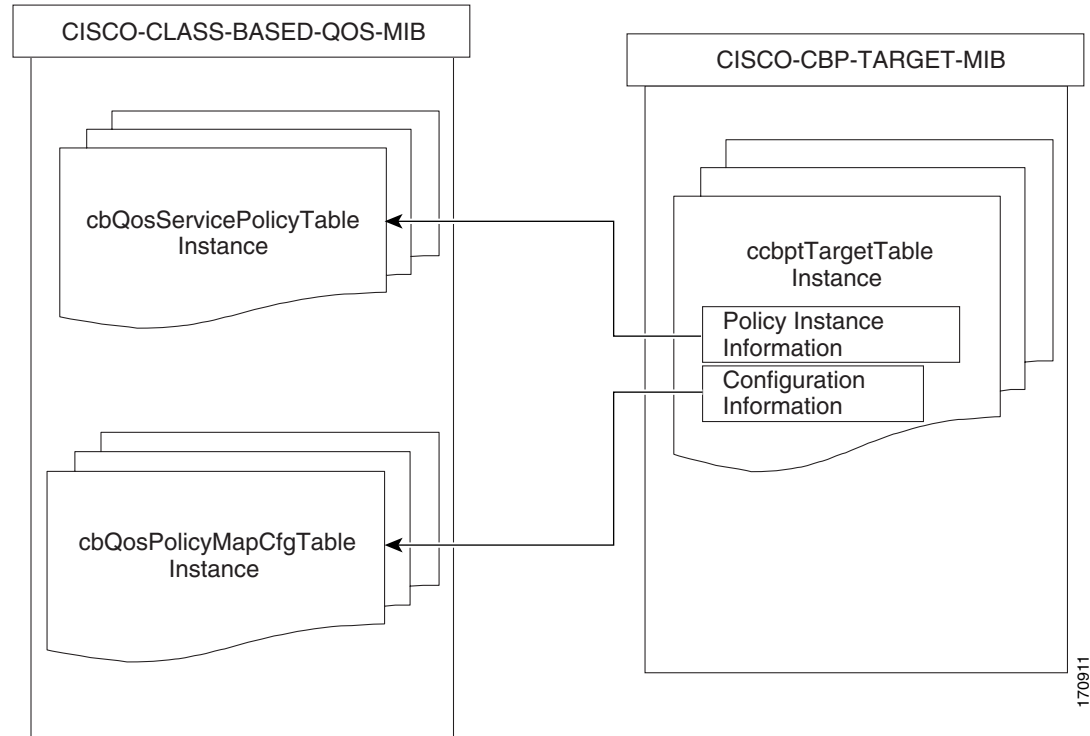 CISCO-CLASS-BASED-QOS-MIB
cbQosServicePolicyTable
Instance
cbQosPolicyMapCfgTable
Instance
CISCO-CBP-TARGET-MIB
ccbptTargetTable
Instance
Policy Instance
Information
Configuration
Information
170911